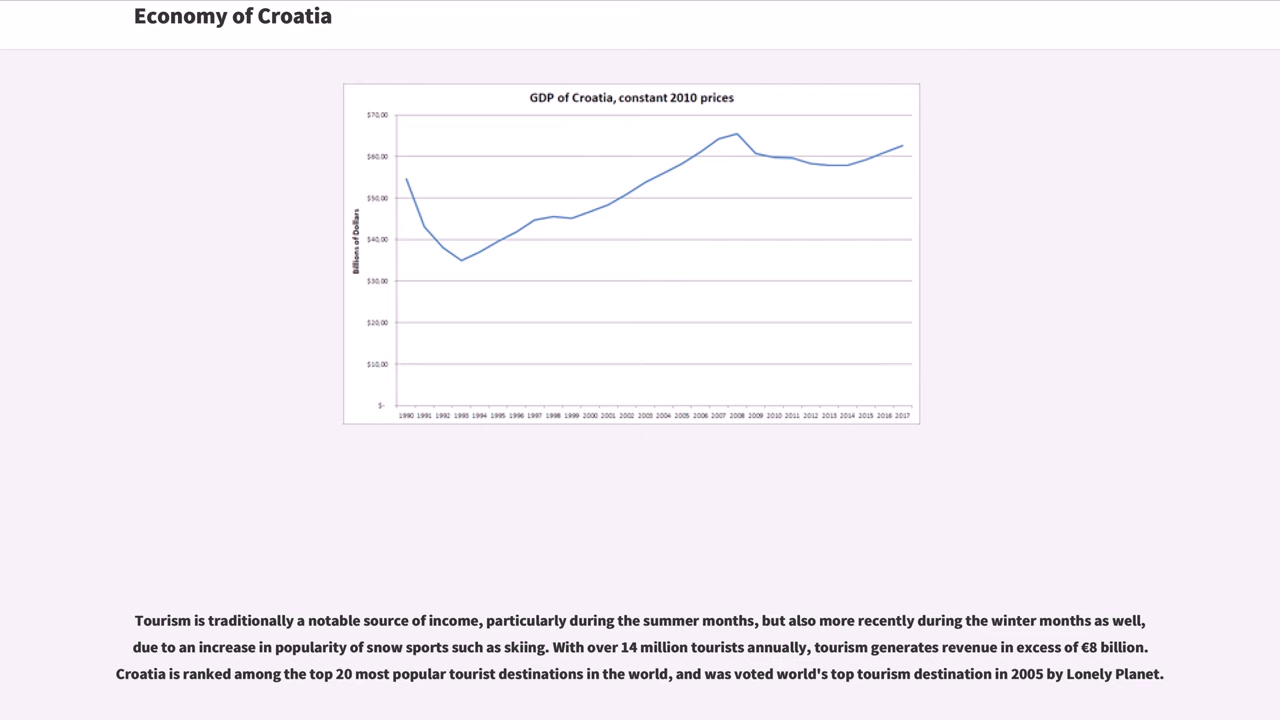 Economy of Croatia
GDP of Croatia, constant 2010 prices
$70,00
$60,00
$50,00
$40,00
$30,00
$20,00
$10,00
$-
Billions of Dollars
1990 1991 1992 1993 1994 1995 1996 1997 1998 1999 2000 2001 2002 2003 2004 2005 2006 2007 2008 2009 2010 2011 2012 2013 2014 2015 2016 2017
Tourism is traditionally a notable source of income, particularly during the summer months, but also more recently during the winter months as well,
due to an increase in popularity of snow sports such as skiing. With over 14 million tourists annually, tourism generates revenue in excess of €8 billion.
Croatia is ranked among the top 20 most popular tourist destinations in the world, and was voted world's top tourism destination in 2005 by Lonely Planet.